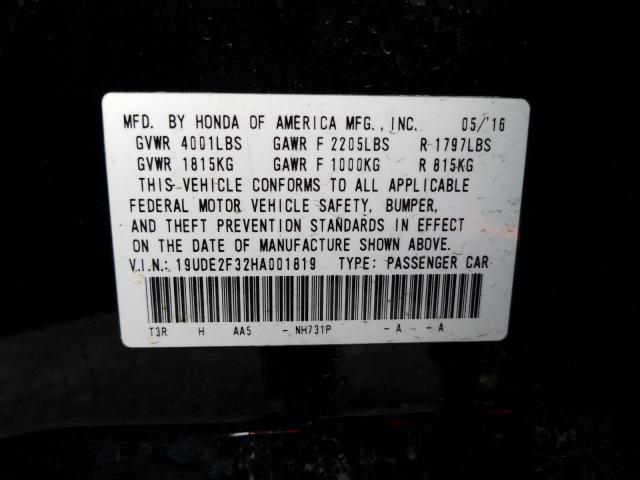 MFD. BY HONDA OF AMERICA MFG., INC. 05/'16
GVWR 4001LBS GAWR F 2205LBS R 1797LBS
GVWR 1815KG GAWR F 1000KG R 815KG
THIS VEHICLE CONFORMS TO ALL APPLICABLE
FEDERAL MOTOR VEHICLE SAFETY, BUMPER,
AND THEFT PREVENTION STANDARDS IN EFFECT
ON THE DATE OF MANUFACTURE SHOWN ABOVE.
V.I.N.: 19UDE2F32HA001819 TYPE: PASSENGER CAR
T3R H AA5 - NH731P - A - A